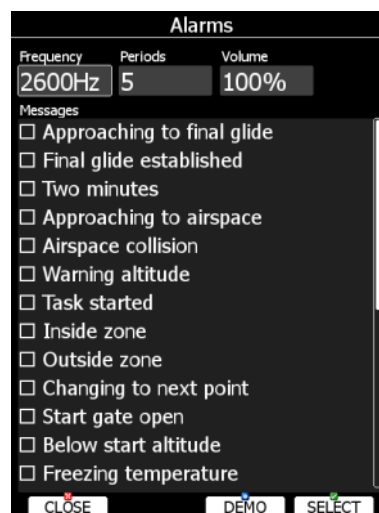 Alarms
Frequency Periods Volume
2600Hz 5 100%
Messages
Approaching to final glide
Final glide established
Two minutes
Approaching to airspace
Airspace collision
Warning altitude
Task started
Inside zone
Outside zone
Changing to next point
Start gate open
Below start altitude
Freezing temperature
CLOSE DEMO SELECT